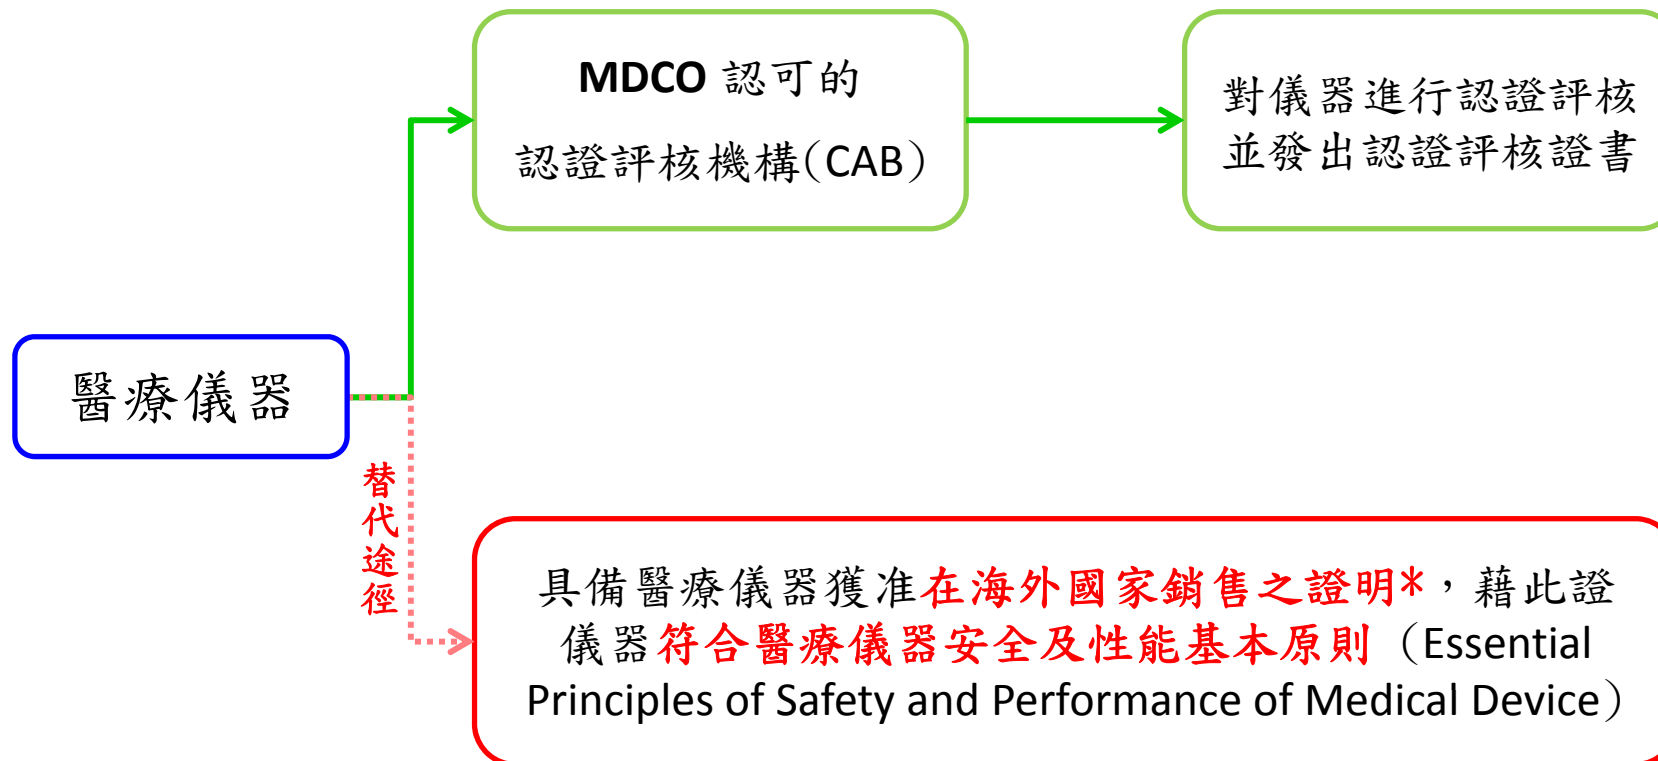 MDCO 認可的
認證評核機構(CAB)
對儀器進行認證評核
並發出認證評核證書
醫療儀器
替代途徑
具備醫療儀器獲准在海外國家銷售之證明*，藉此證
儀器符合醫療儀器安全及性能基本原則（Essential
Principles of Safety and Performance of Medical Device）